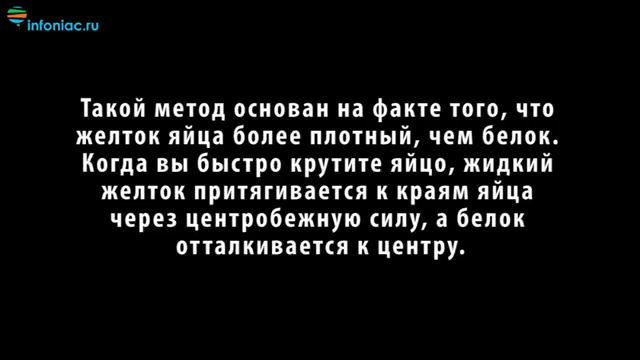 infoniac.ru
Такой метод основан на факте того, что
желток яйца более плотный, чем белок.
Когда вы быстро крутите яйцо, жидкий
желток притягивается к краям яйца
через центробежную силу, а белок
отталкивается к центру.